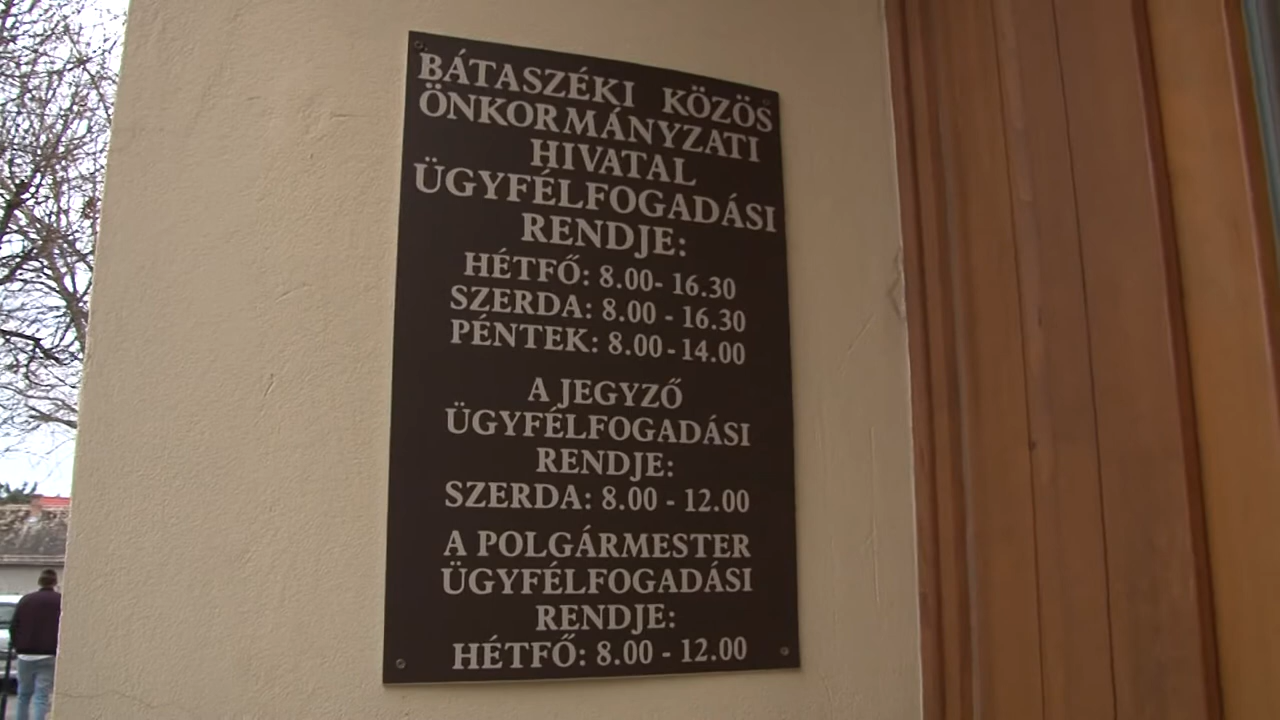 BÁTASZÉKI KÖZÖS
ÖNKORMÁNYZATI
HIVATAL
ÜGYFÉLFOGADÁSI
RENDJE:
HÉTFŐ: 8.00- 16.30
SZERDA: 8.00 - 16.30
PÉNTEK: 8.00 - 14.00
A JEGYZŐ
ÜGYFÉLFOGADÁSI
RENDJE:
SZERDA: 8.00 - 12.00
A POLGÁRMESTER
ÜGYFÉLFOGADÁSI
RENDJE:
HÉTFŐ: 8.00 - 12.00